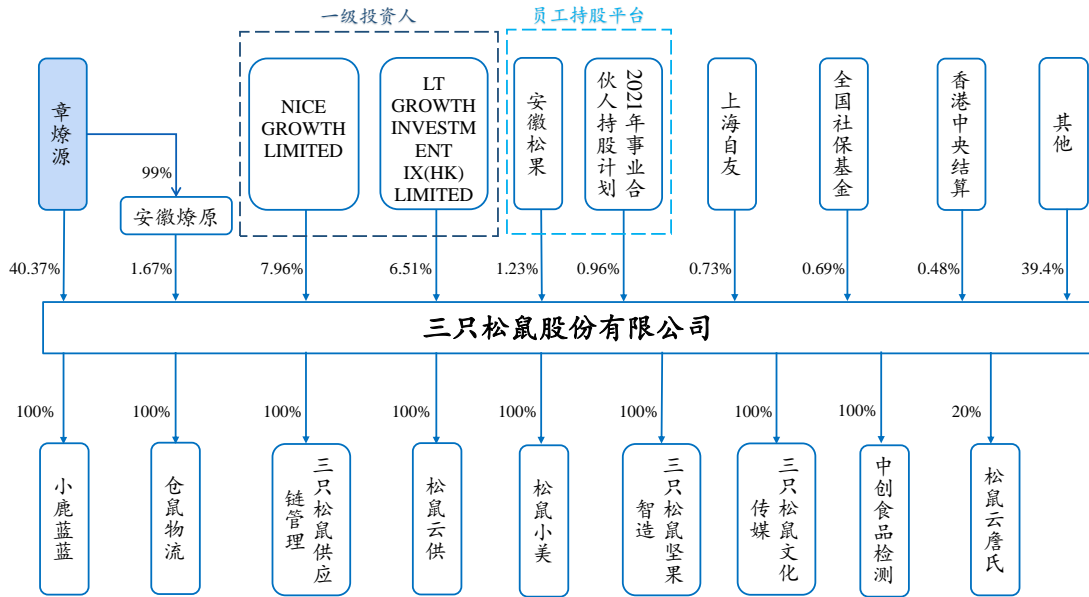 一级投资人
员工持股平台
章燎源
NICE
GROWTH
LIMITED
LT
GROWTH
INVESTM
ENT
IX(HK)
LIMITED
安徽松果
2021年事业合
伙人持股计划
上海自友
全国社保基金
香港中央结算
其他
99%
安徽燎原
40.37%
1.67%
7.96%
6.51%
1.23%
0.96%
0.73%
0.69%
0.48%
39.4%
三只松鼠股份有限公司
100%
100%
100%
100%
100%
100%
100%
100%
20%
小鹿蓝蓝
仓鼠物流
三只松鼠供应
链管理
松鼠云供
松鼠小美
三只松鼠坚果
智造
三只松鼠文化
传媒
中创食品检测
松鼠云詹氏